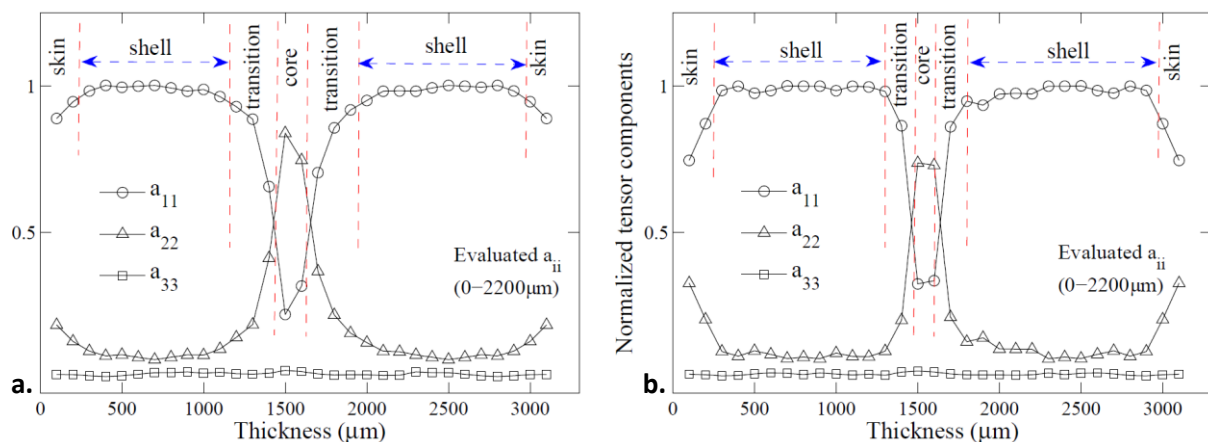 skin
shell
transition
core
transition
shell
skin
1
0.5
a11
a22
a33
Evaluated aii
(0−2200μm)
a.
0 500 1000 1500 2000 2500 3000
Thickness (μm)
Normalized tensor components
skin
shell
transition
core
transition
shell
skin
1
0.5
a11
a22
a33
Evaluated aii
(0−2200μm)
b.
0 500 1000 1500 2000 2500 3000
Thickness (μm)